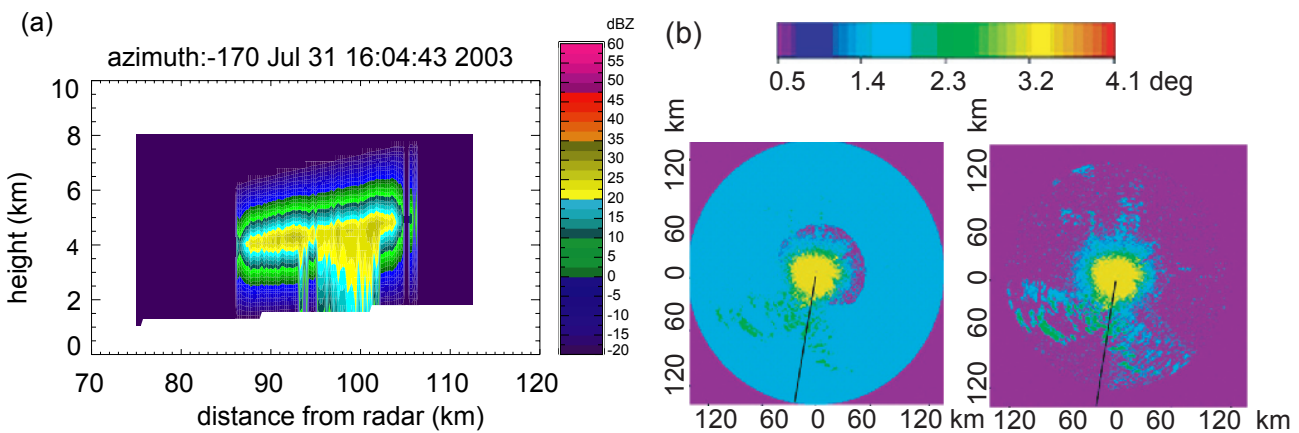 (a)
azimuth:-170 Jul 31 16:04:43 2003
height (km)
10
8
6
4
2
0
70 80 90 100 110 120
distance from radar (km)
dBZ
60
55
50
45
40
35
30
25
20
15
10
5
0
-5
-10
-15
-20
(b)
0.5 1.4 2.3 3.2 4.1 deg
km
120
60
0
60
120
120 60 0 60 120 km
km
120
60
0
60
120
120 60 0 60 120 km